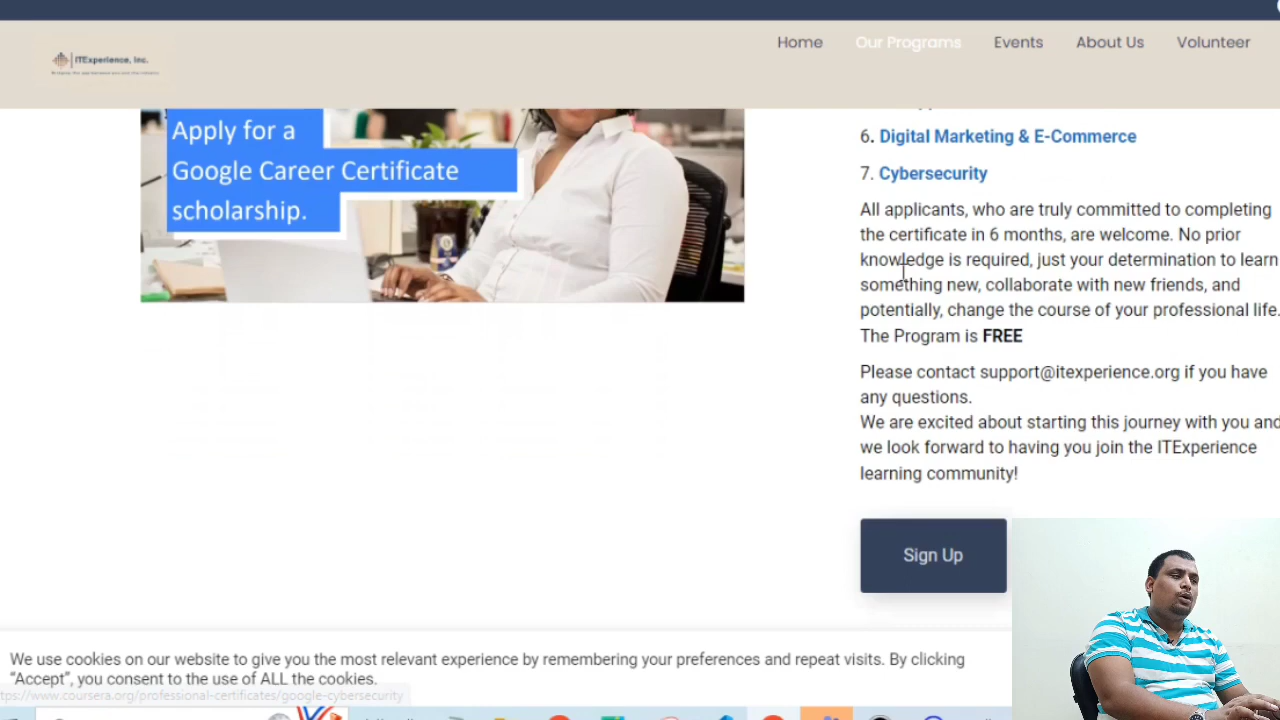 ITExperience, Inc.
Home Our Programs Events About Us Volunteer
Apply for a
Google Career Certificate
scholarship.
6. Digital Marketing & E-Commerce
7. Cybersecurity
All applicants, who are truly committed to completing
the certificate in 6 months, are welcome. No prior
knowledge is required, just your determination to learn
something new, collaborate with new friends, and
potentially, change the course of your professional life.
The Program is FREE
Please contact support@itexperience.org if you have
any questions.
We are excited about starting this journey with you and
we look forward to having you join the ITExperience
learning community!
Sign Up
We use cookies on our website to give you the most relevant experience by remembering your preferences and repeat visits. By clicking
“Accept”, you consent to the use of ALL the cookies.
tps://www.coursera.org/professional-certificates/google-cybersecurity